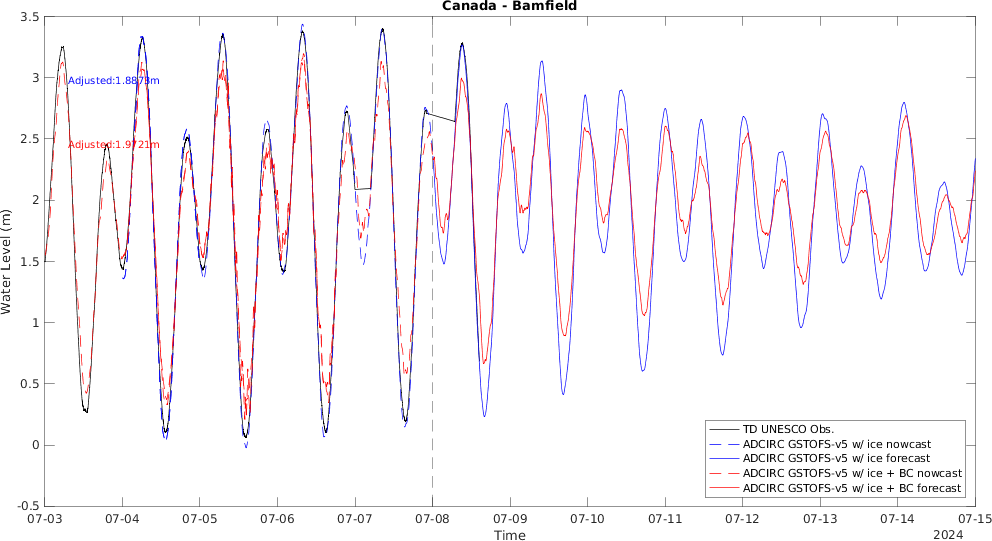 Canada - Bamfield
3.5
3
2.5
2
1.5
1
0.5
0
-0.5
Water Level (m)
Adjusted:1.8873m
Adjusted:1.9721m
TD UNESCO Obs.
ADCIRC GSTOFS-v5 w/ ice nowcast
ADCIRC GSTOFS-v5 w/ ice forecast
ADCIRC GSTOFS-v5 w/ ice + BC nowcast
ADCIRC GSTOFS-v5 w/ ice + BC forecast
07-03 07-04 07-05 07-06 07-07 07-08 07-09 07-10 07-11 07-12 07-13 07-14 07-15
Time
2024